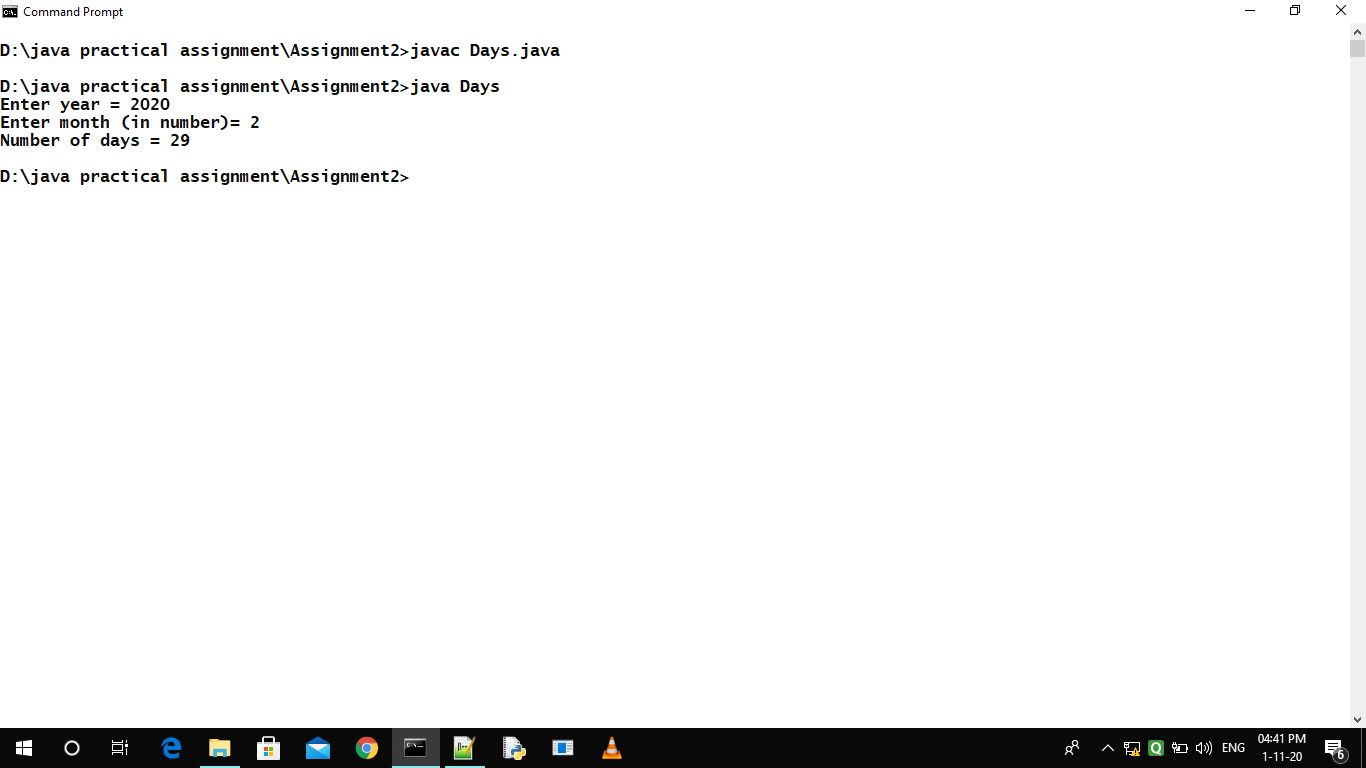 Command Prompt
D:\java practical assignment\Assignment2>javac Days.java
D:\java practical assignment\Assignment2>java Days
Enter year = 2020
Enter month (in number)= 2
Number of days = 29
D:\java practical assignment\Assignment2>
ENG
04:41 PM
1-11-20
6